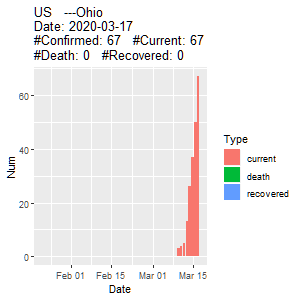 US   ---Ohio
Date: 2020-03-17
#Confirmed: 67   #Current: 67
#Death: 0   #Recovered: 0
60
40
20
0
Num
Feb 01
Feb 15
Mar 01
Mar 15
Date
Type
current
death
recovered